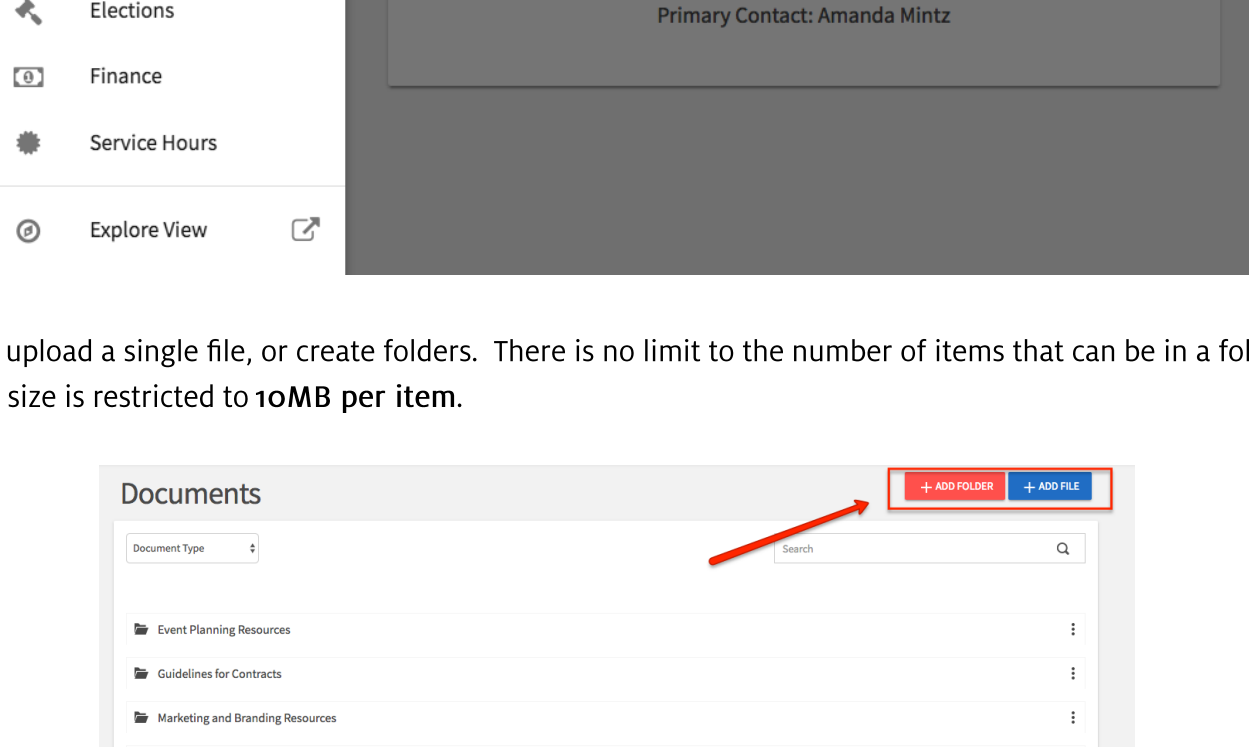 Elections
Primary Contact: Amanda Mintz
Finance
Service Hours
Explore View
upload a single file, or create folders. There is no limit to the number of items that can be in a fol
size is restricted to 10MB per item.
Documents
+ ADD FOLDER
+ ADD FILE
Document Type
Search
Event Planning Resources
Guidelines for Contracts
Marketing and Branding Resources